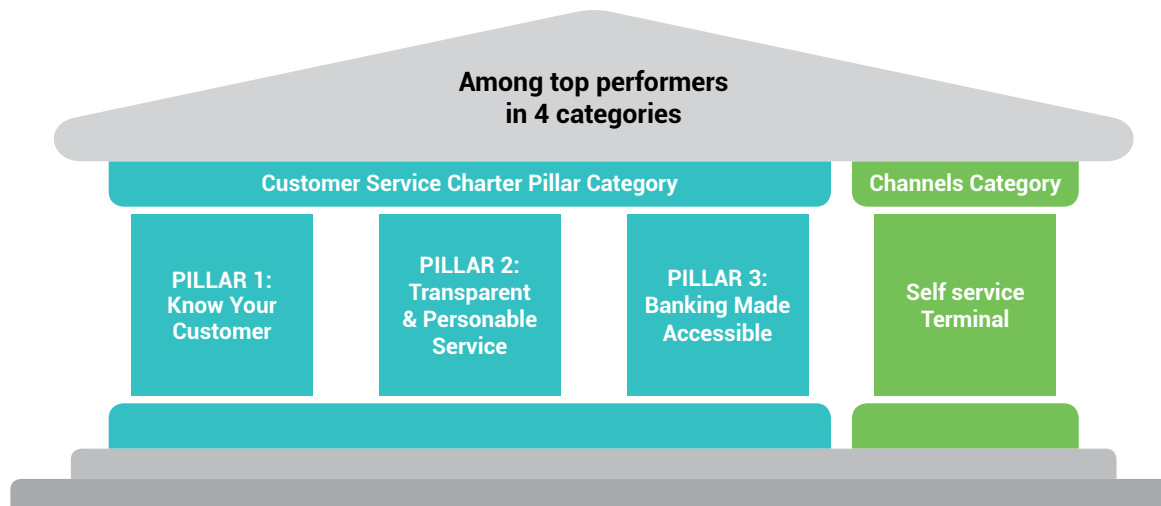 Among top performers
in 4 categories
Customer Service Charter Pillar Category
Channels Category
PILLAR 1:
Know Your
Customer
PILLAR 2:
Transparent
& Personable
Service
PILLAR 3:
Banking Made
Accessible
Self service
Terminal